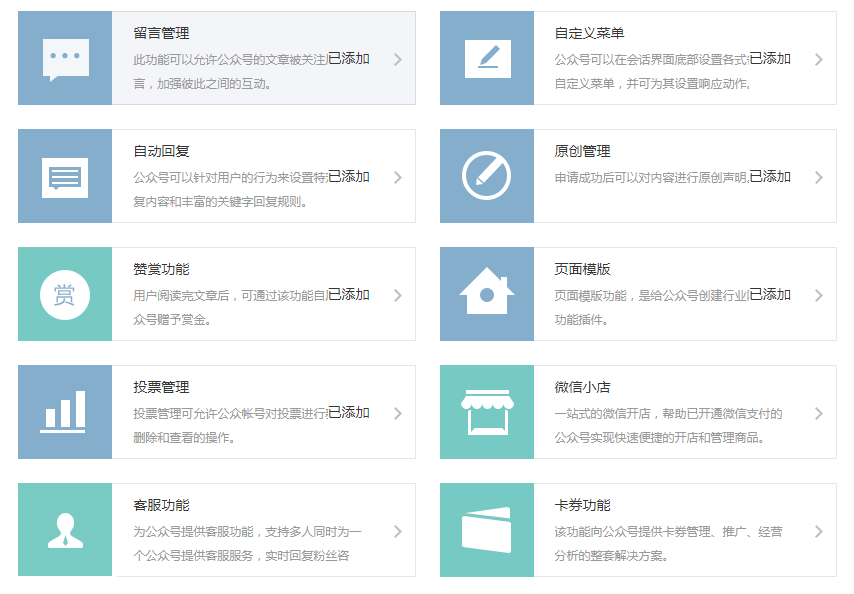 留言管理
此功能可以允许公众号的文章被关注 已添加
言，加强彼此之间的互动。
自定义菜单
公众号可以在会话界面底部设置各式 已添加
自定义菜单，并可为其设置响应动作。
自动回复
公众号可以针对用户的行为来设置特 已添加
复内容和丰富的关键字回复规则。
原创管理
申请成功后可以对内容进行原创声明 已添加
赏
赞赏功能
用户阅读完文章后，可通过该功能自 已添加
众号赠予赏金。
页面模版
页面模版功能，是给公众号创建行业 已添加
功能插件。
投票管理
投票管理可允许公众帐号对投票进行 已添加
删除和查看的操作。
微信小店
一站式的微信开店，帮助已开通微信支付的
公众号实现快速便捷的开店和管理商品。
客服功能
为公众号提供客服功能，支持多人同时为一
个公众号提供客服服务，实时回复粉丝咨
卡券功能
该功能向公众号提供卡券管理、推广、经营
分析的整套解决方案。